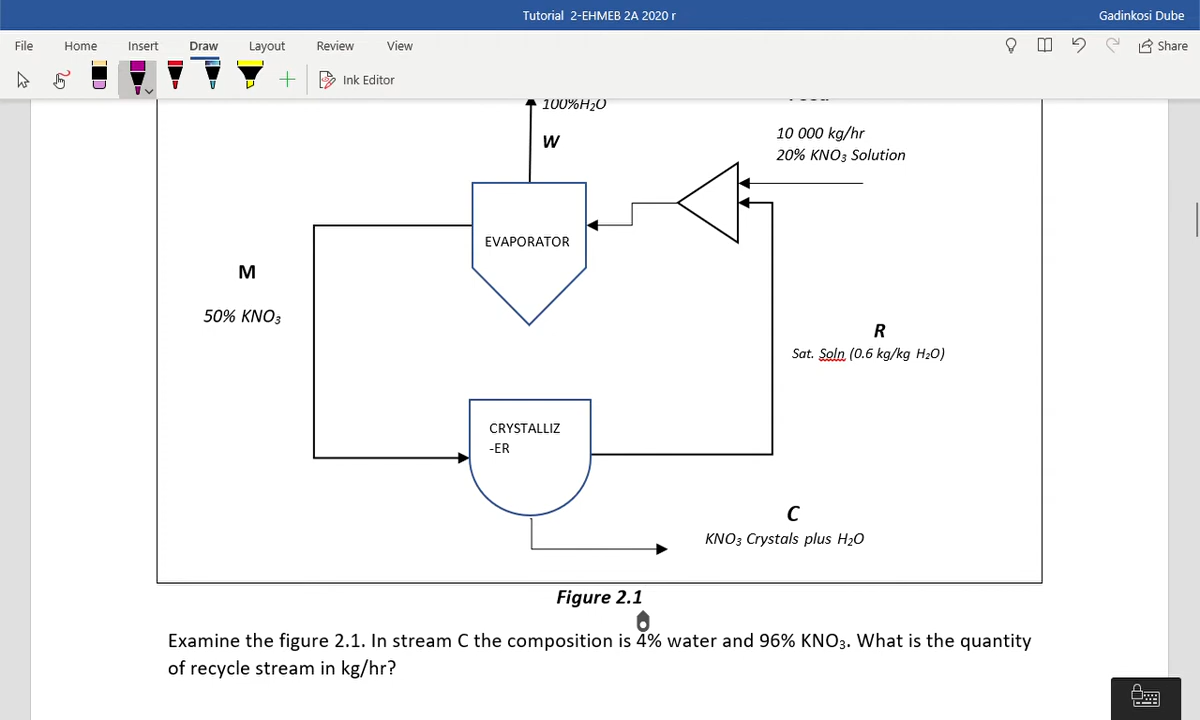 Tutorial 2-EHMEB 2A 2020 r
Gadinkosi Dube
File Home Insert Draw Layout Review View
Share
Ink Editor
100%H₂O
W
10 000 kg/hr
20% KNO₃ Solution
EVAPORATOR
M
50% KNO₃
R
Sat. Soln (0.6 kg/kg H₂O)
CRYSTALLIZ
-ER
C
KNO₃ Crystals plus H₂O
Figure 2.1
Examine the figure 2.1. In stream C the composition is 4% water and 96% KNO₃. What is the quantity
of recycle stream in kg/hr?